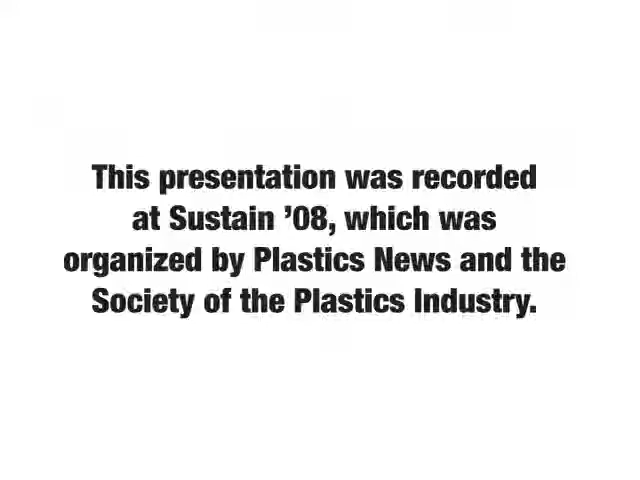 This presentation was recorded
at Sustain ’08, which was
organized by Plastics News and the
Society of the Plastics Industry.